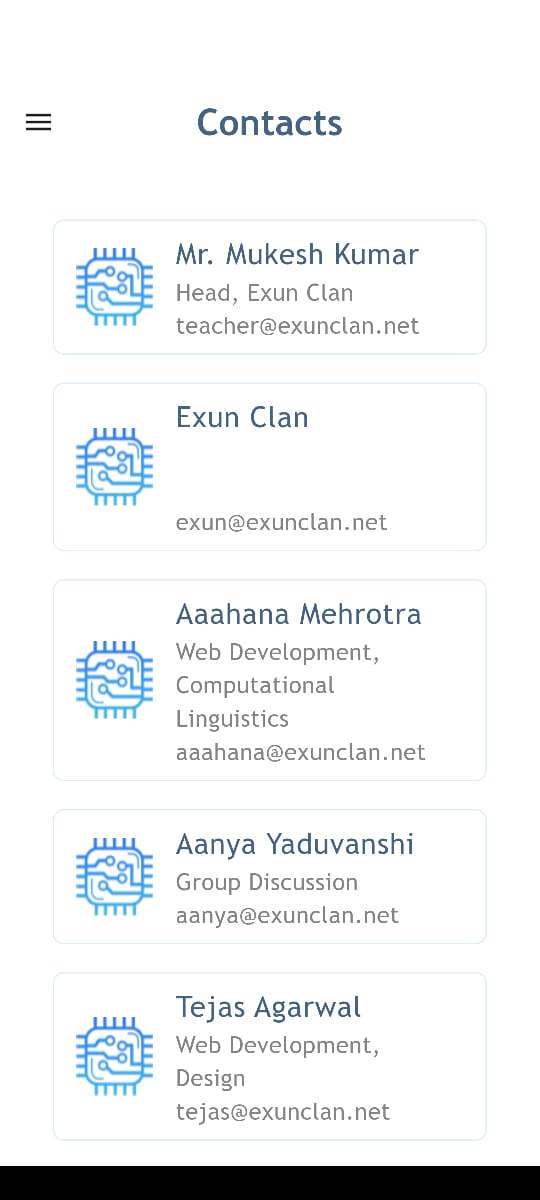 Contacts
Mr. Mukesh Kumar
Head, Exun Clan
teacher@exunclan.net
Exun Clan
exun@exunclan.net
Aaahana Mehrotra
Web Development,
Computational
Linguistics
aaahana@exunclan.net
Aanya Yaduvanshi
Group Discussion
aanya@exunclan.net
Tejas Agarwal
Web Development,
Design
tejas@exunclan.net